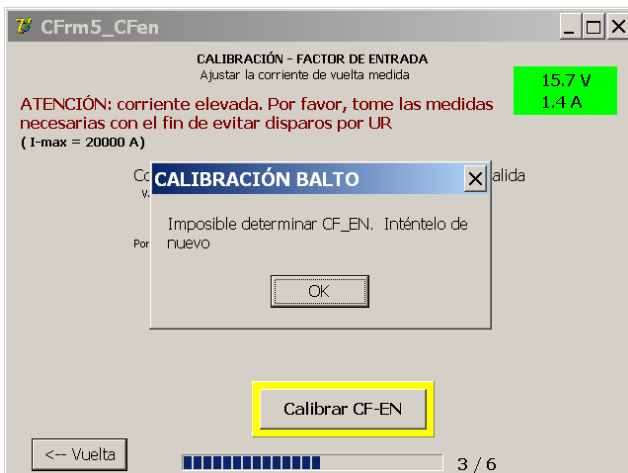 CFrm5_CFen
CALIBRACIÓN - FACTOR DE ENTRADA
Ajustar la corriente de vuelta medida
15.7 V
1.4 A
ATENCIÓN: corriente elevada. Por favor, tome las medidas
necesarias con el fin de evitar disparos por UR
( I-max = 20000 A)
CALIBRACIÓN BALTO
alida
Imposible determinar CF_EN. Inténtelo de
nuevo
Por
OK
Calibrar CF-EN
<-- Vuelta
3 / 6